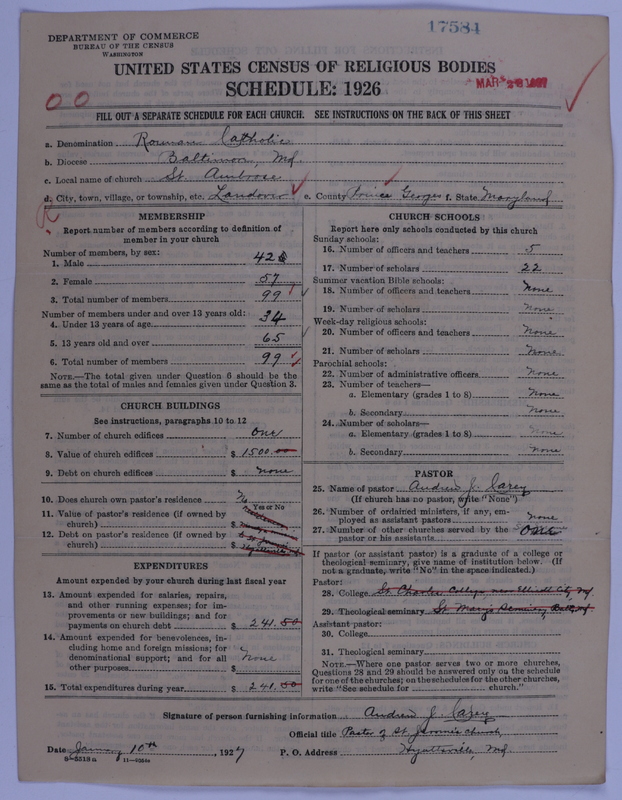 17584
DEPARTMENT OF COMMERCE
BUREAU OF THE CENSUS
WASHINGTON
UNITED STATES CENSUS OF RELIGIOUS BODIES
SCHEDULE: 1926
MAR 28 1927
FILL OUT A SEPARATE SCHEDULE FOR EACH CHURCH. SEE INSTRUCTIONS ON THE BACK OF THIS SHEET
a. Denomination Roman Catholic
b. Diocese Baltimore, Md.
c. Local name of church St. Ambrose
d. City, town, village, or township, etc. Landover e. County Prince Georges f. State Maryland
MEMBERSHIP
Report number of members according to definition of member in your church
Number of members, by sex:
1. Male 42
2. Female 57
3. Total number of members 99
Number of members under and over 13 years old:
4. Under 13 years of age 34
5. 13 years old and over 65
6. Total number of members 99
NOTE.—The total given under Question 6 should be the same as the total of males and females given under Question 3.
CHURCH BUILDINGS
See instructions, paragraphs 10 to 12
7. Number of church edifices one
8. Value of church edifices $ 1500.00
9. Debt on church edifices $ none
10. Does church own pastor's residence No
Yes or No
11. Value of pastor's residence (if owned by church) $
12. Debt on pastor's residence (if owned by church) $ Hyattsville, Md.
EXPENDITURES
Amount expended by your church during last fiscal year
13. Amount expended for salaries, repairs, and other running expenses; for improvements or new buildings; and for payments on church debt $ 241.50
14. Amount expended for benevolences, including home and foreign missions; for denominational support; and for all other purposes $ None
15. Total expenditures during year $ 241.50
CHURCH SCHOOLS
Report here only schools conducted by this church
Sunday schools:
16. Number of officers and teachers 5
17. Number of scholars 22
Summer vacation Bible schools:
18. Number of officers and teachers None
19. Number of scholars None
Week-day religious schools:
20. Number of officers and teachers None
21. Number of scholars None
Parochial schools:
22. Number of administrative officers None
23. Number of teachers—
a. Elementary (grades 1 to 8) None
b. Secondary None
24. Number of scholars—
a. Elementary (grades 1 to 8) None
b. Secondary None
PASTOR
25. Name of pastor Andrew J. Carey
(If church has no pastor, write "None")
26. Number of ordained ministers, if any, employed as assistant pastors none
27. Number of other churches served by the pastor or his assistants one
If pastor (or assistant pastor) is a graduate of a college or theological seminary, give name of institution below. (If not a graduate, write "No" in the space indicated.)
Pastor:
28. College St. Charles College, near Ellicott City, Md.
29. Theological seminary St. Mary's Seminary, Balto, Md.
Assistant pastor:
30. College
31. Theological seminary
NOTE.—Where one pastor serves two or more churches, Questions 28 and 29 should be answered only on the schedule for one of the churches; on the schedules for the other churches, write "See schedule for church."
Signature of person furnishing information Andrew J. Carey
Official title Pastor of St. Jerome's Church,
Date January 10th, 1927 P. O. Address Hyattsville, Md.